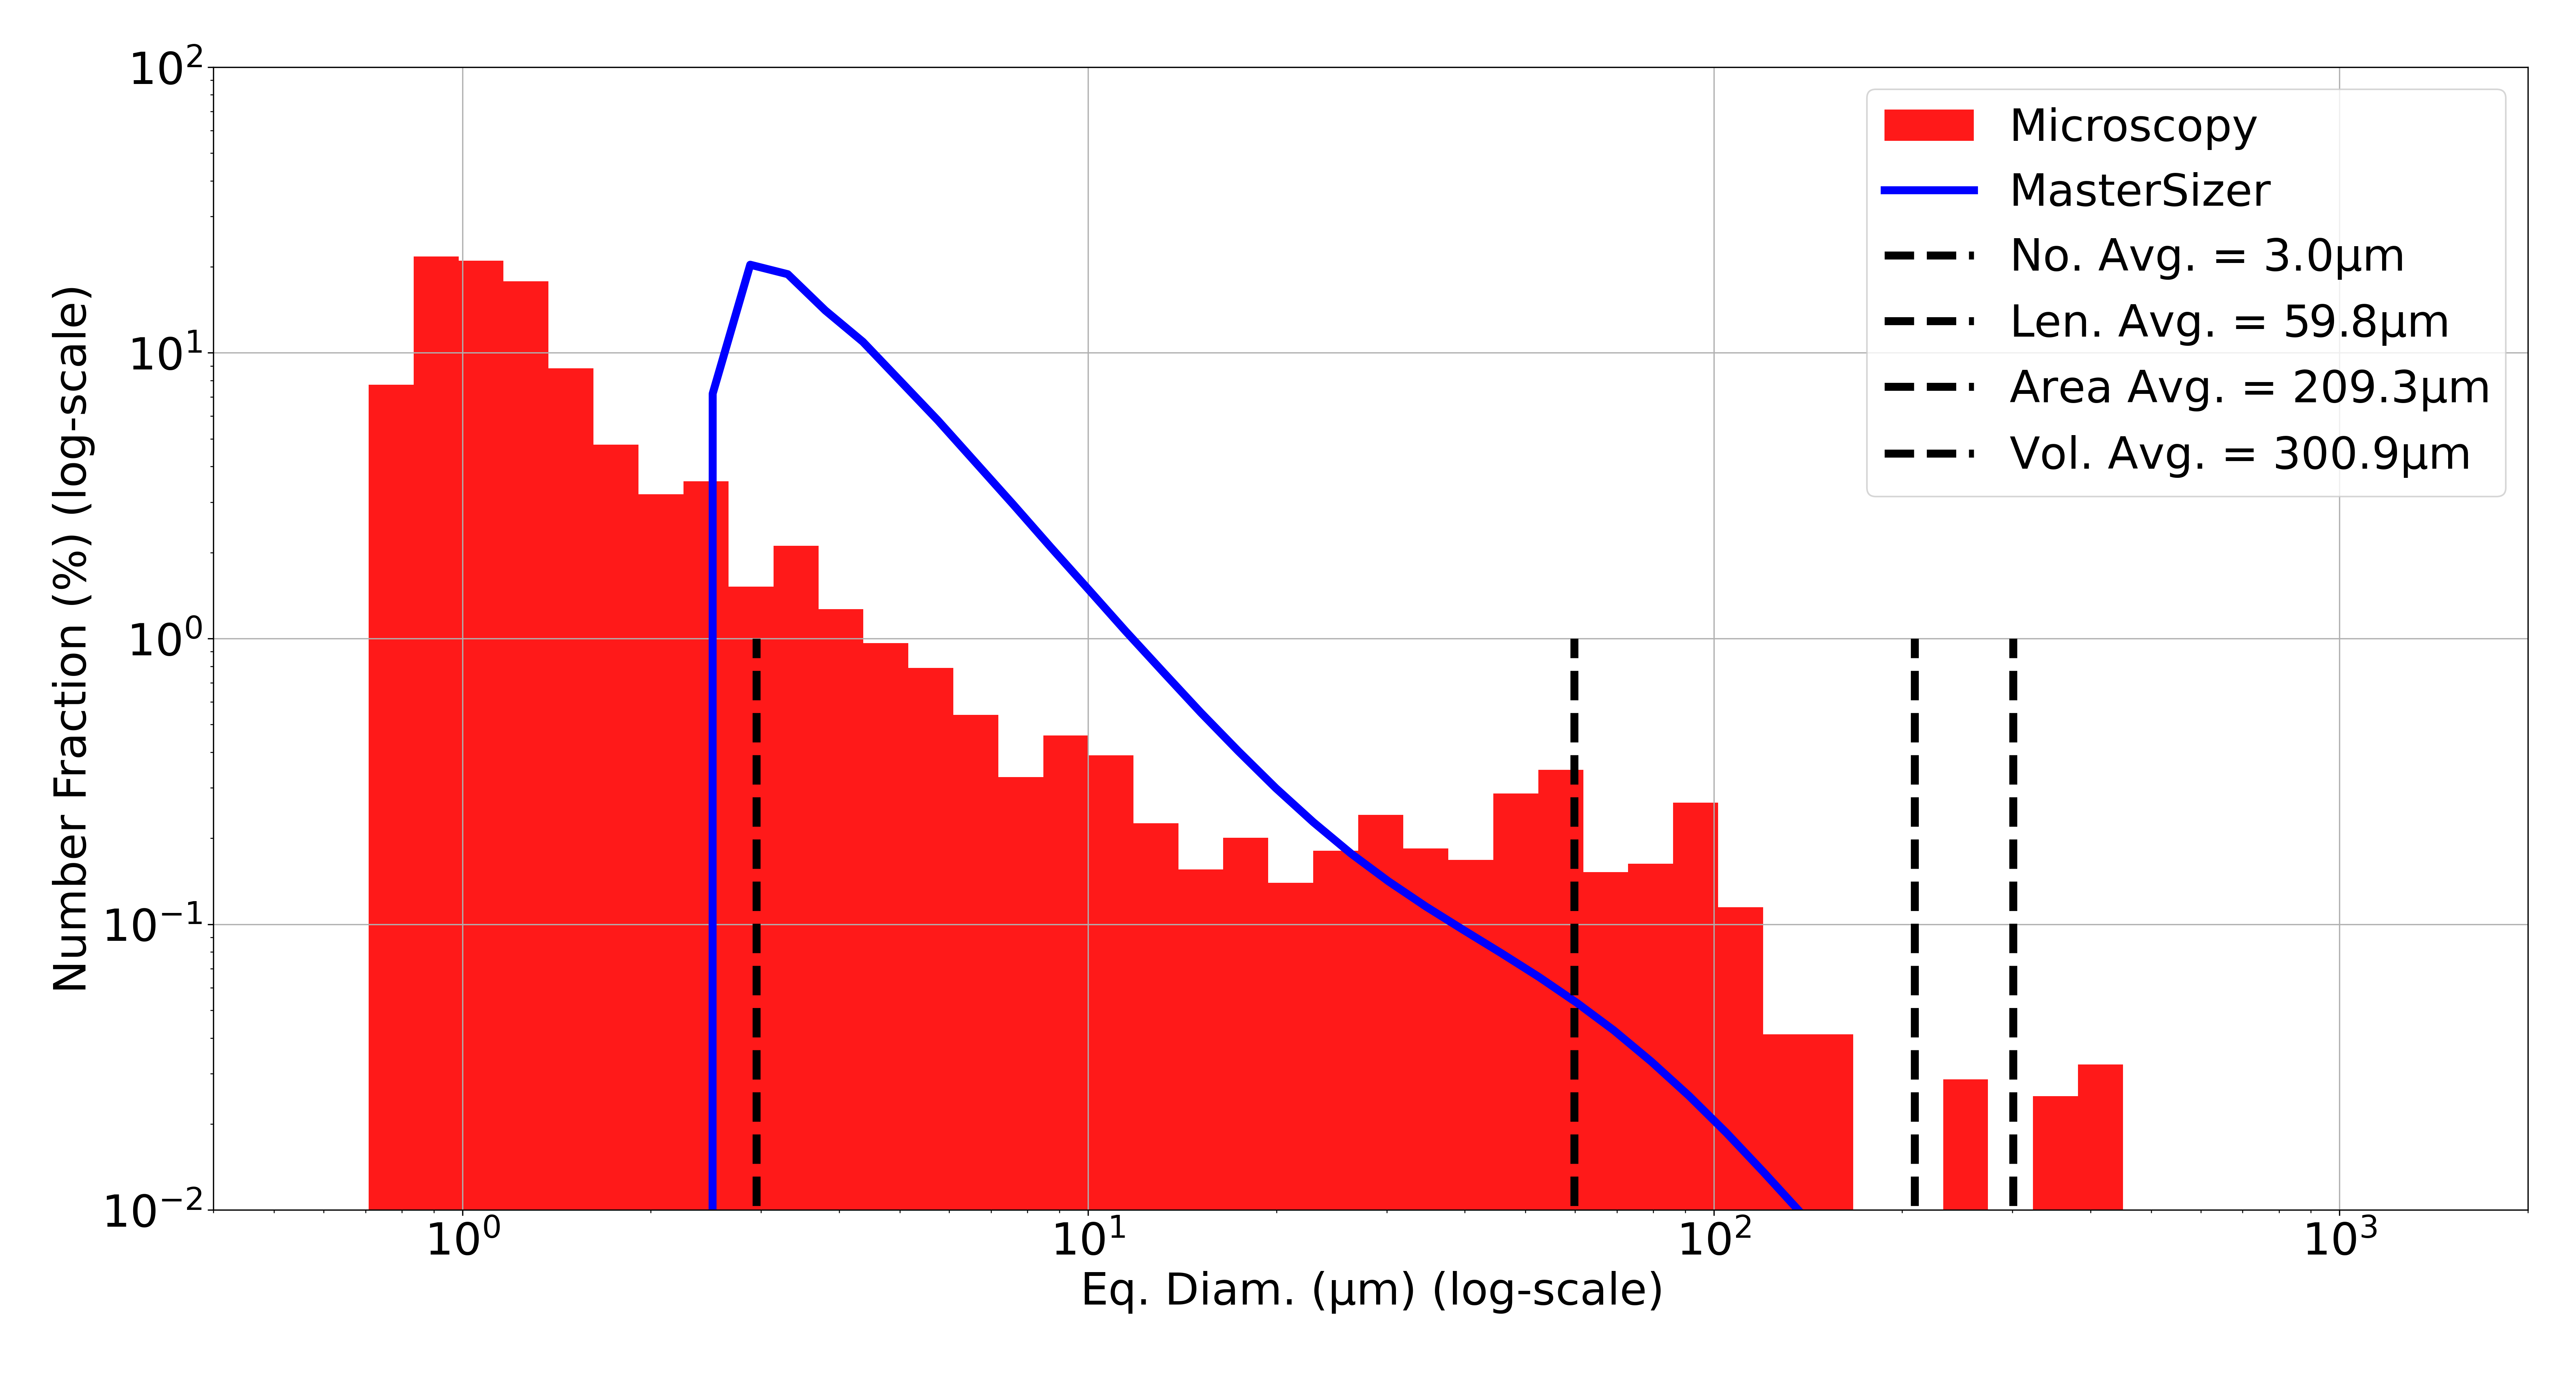 Number Fraction (%) (log-scale)
10²
10¹
10⁰
10⁻¹
10⁻²
Microscopy
MasterSizer
No. Avg. = 3.0µm
Len. Avg. = 59.8µm
Area Avg. = 209.3µm
Vol. Avg. = 300.9µm
10⁰ 10¹ 10² 10³
Eq. Diam. (µm) (log-scale)